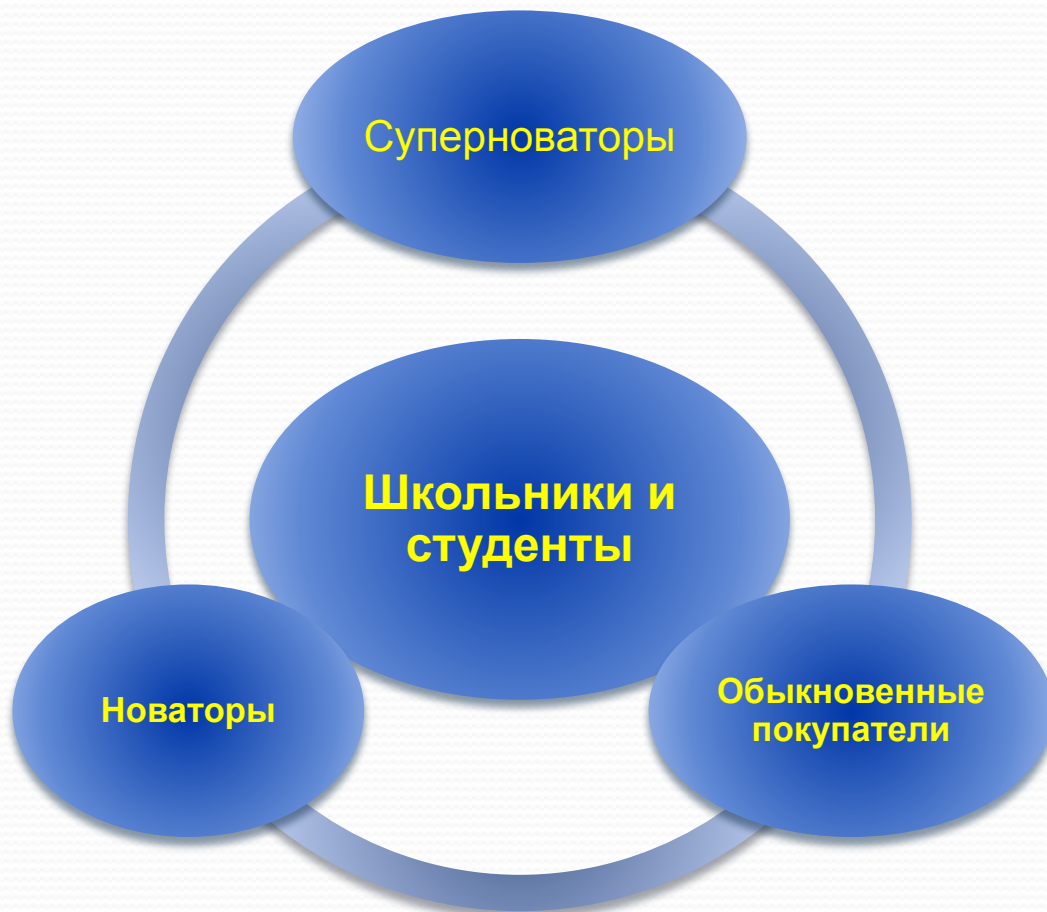 Суперноваторы
Школьники и
студенты
Новаторы
Обыкновенные
покупатели